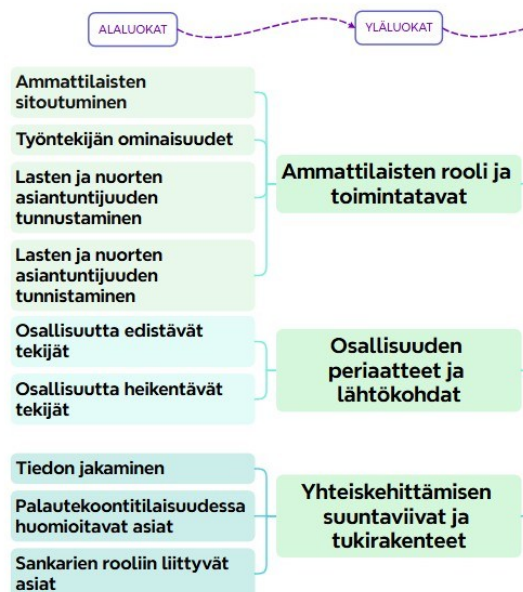 ALALUOKAT
YLÄLUOKAT
Ammattilaisten
sitoutuminen
Työntekijän ominaisuudet
Lasten ja nuorten
asiantuntijuuden
tunnustaminen
Lasten ja nuorten
asiantuntijuuden
tunnistaminen
Ammattilaisten rooli ja
toimintatavat
Osallisuutta edistävät
tekijät
Osallisuutta heikentävät
tekijät
Osallisuuden
periaatteet ja
lähtökohdat
Tiedon jakaminen
Palautekoontitilaisuudessa
huomioitavat asiat
Sankarien rooliin liittyvät
asiat
Yhteiskehittämisen
suuntaviivat ja
tukirakenteet